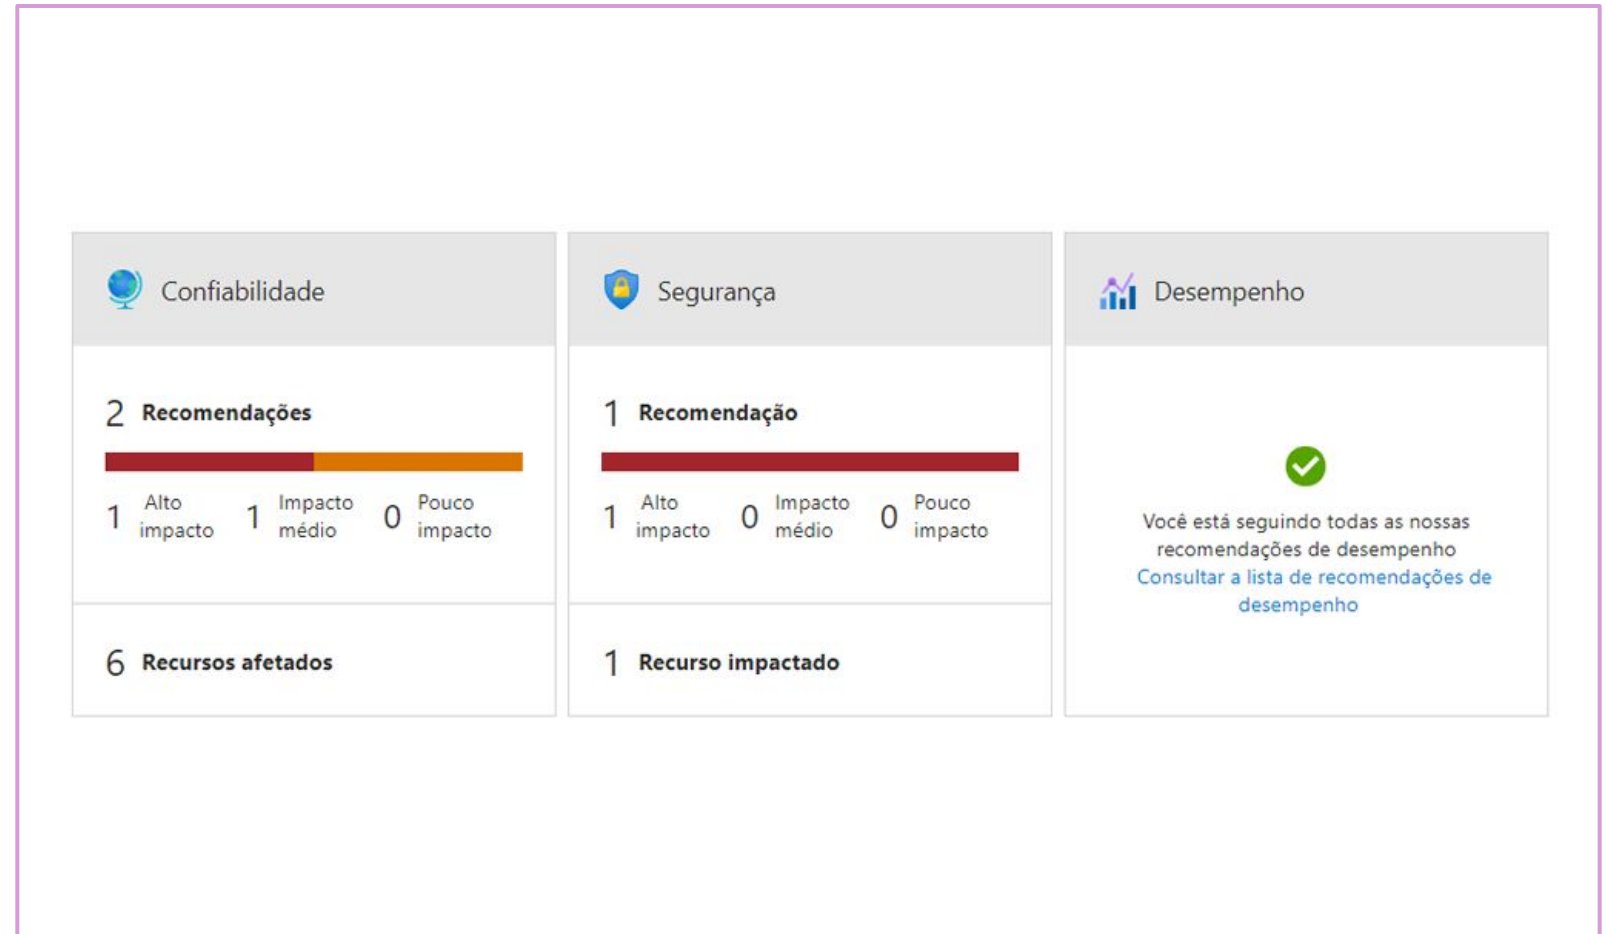 Confiabilidade
2 Recomendações
1 Alto impacto 1 Impacto médio 0 Pouco impacto
6 Recursos afetados
Segurança
1 Recomendação
1 Alto impacto 0 Impacto médio 0 Pouco impacto
1 Recurso impactado
Desempenho
Você está seguindo todas as nossas
recomendações de desempenho
Consultar a lista de recomendações de
desempenho